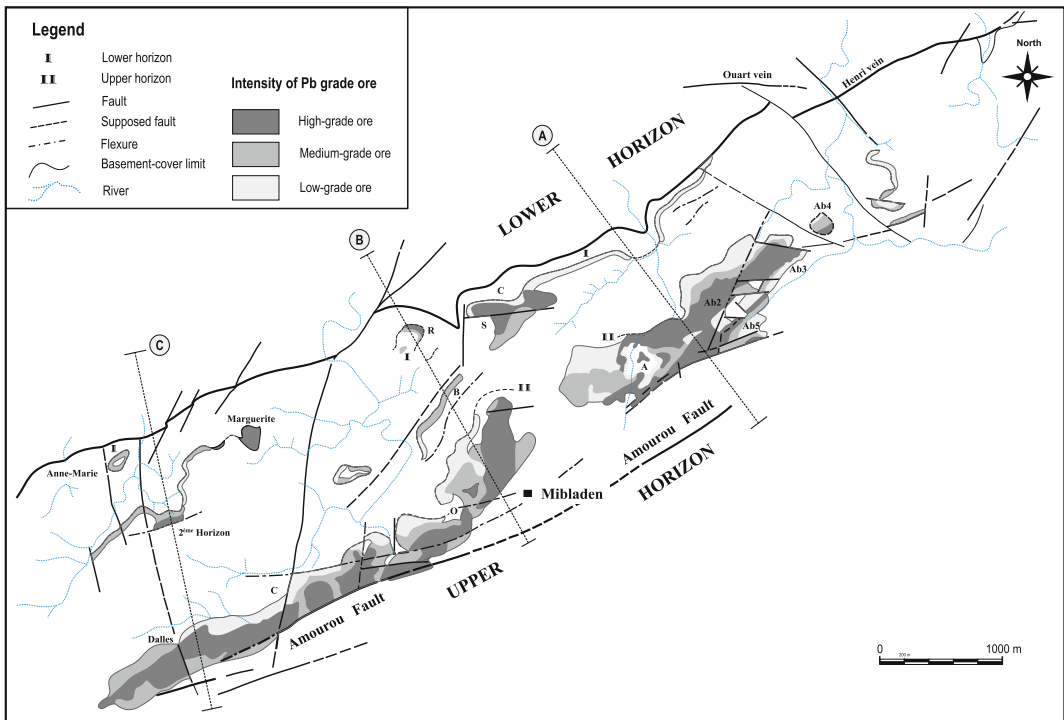 Legend
I Lower horizon
II Upper horizon
Fault
Supposed fault
Flexure
Basement-cover limit
River
Intensity of Pb grade ore
High-grade ore
Medium-grade ore
Low-grade ore
North
Ouart vein
Henri vein
A
HORIZON
LOWER
B
C
Ab4
Ab3
Ab2
Ab5
I
C
S
R
I
II
A
II
B
Marguerite
I
Anne-Marie
Amourou Fault
HORIZON
Mibladen
O
2ème Horizon
UPPER
C
Amourou Fault
Dalles
0 200 m 1000 m